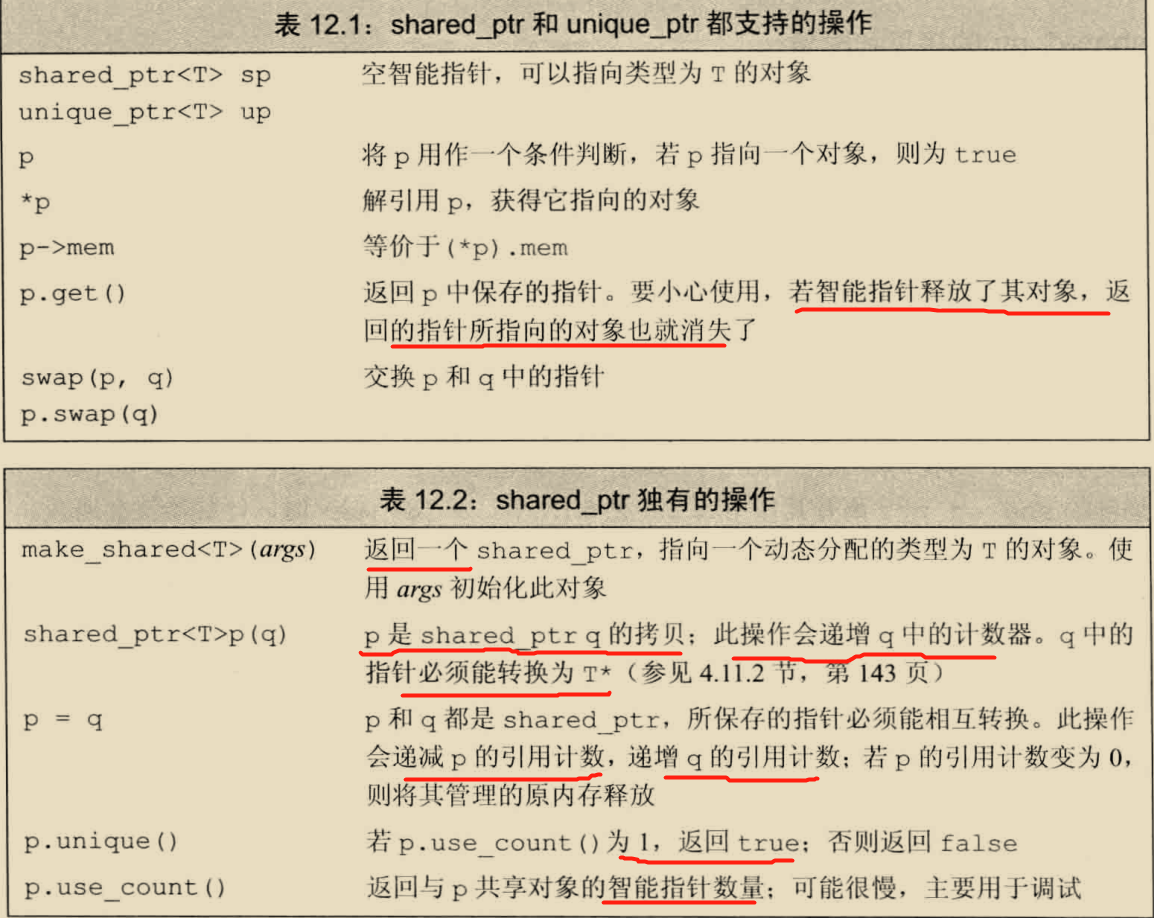 表 12.1：shared_ptr 和 unique_ptr 都支持的操作
shared_ptr<T> sp 空智能指针，可以指向类型为 T 的对象
unique_ptr<T> up
p 将 p 用作一个条件判断，若 p 指向一个对象，则为 true
*p 解引用 p，获得它指向的对象
p->mem 等价于(*p).mem
p.get() 返回 p 中保存的指针。要小心使用，若智能指针释放了其对象，返
回的指针所指向的对象也就消失了
swap(p, q) 交换 p 和 q 中的指针
p.swap(q)
表 12.2：shared_ptr 独有的操作
make_shared<T>(args) 返回一个 shared_ptr，指向一个动态分配的类型为 T 的对象。使
用 args 初始化此对象
shared_ptr<T>p(q) p 是 shared_ptr q 的拷贝；此操作会递增 q 中的计数器。q 中的
指针必须能转换为 T*（参见 4.11.2 节，第 143 页）
p = q p 和 q 都是 shared_ptr，所保存的指针必须能相互转换。此操作
会递减 p 的引用计数，递增 q 的引用计数；若 p 的引用计数变为 0，
则将其管理的原内存释放
p.unique() 若 p.use_count()为 1，返回 true；否则返回 false
p.use_count() 返回与 p 共享对象的智能指针数量；可能很慢，主要用于调试